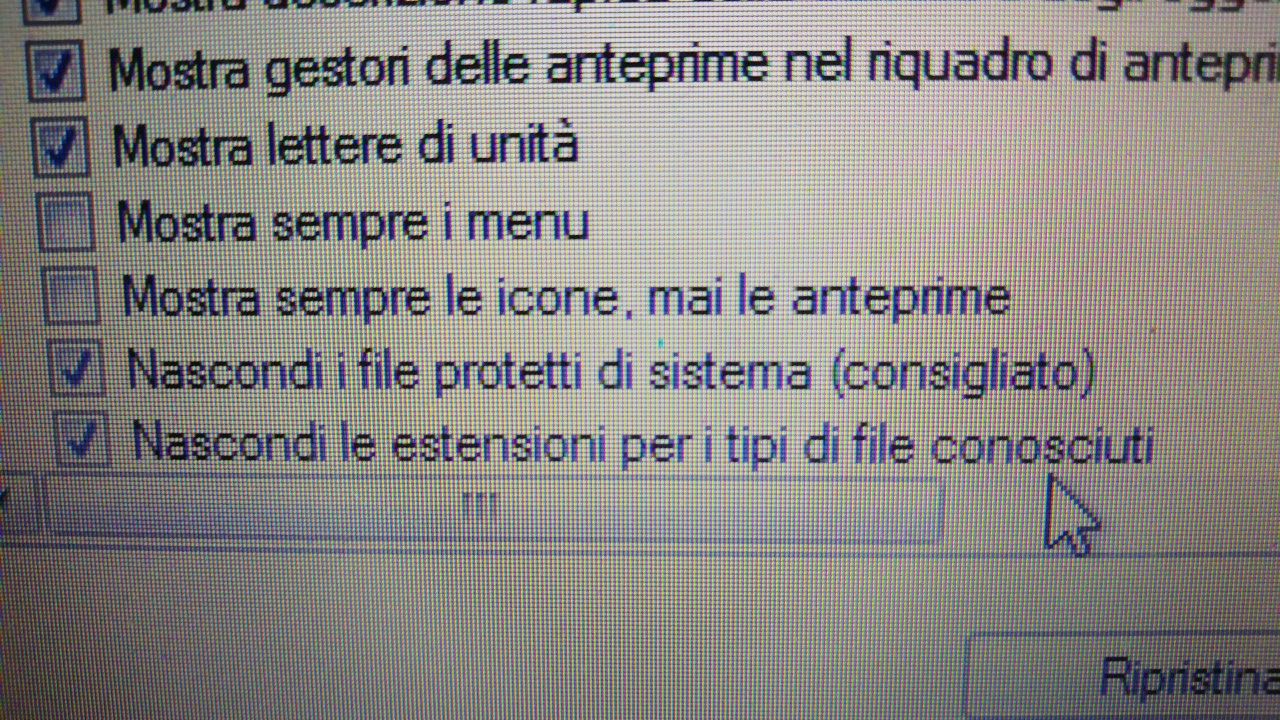 Mostra gestori delle anteprime nel riquadro di antepri
Mostra lettere di unità
Mostra sempre i menu
Mostra sempre le icone, mai le anteprime
Nascondi i file protetti di sistema (consigliato)
Nascondi le estensioni per i tipi di file conosciuti
Ripristina